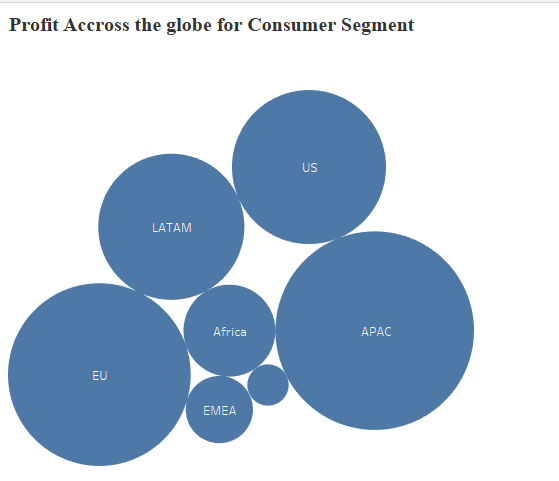 Profit Accross the globe for Consumer Segment
US
LATAM
Africa
APAC
EU
EMEA